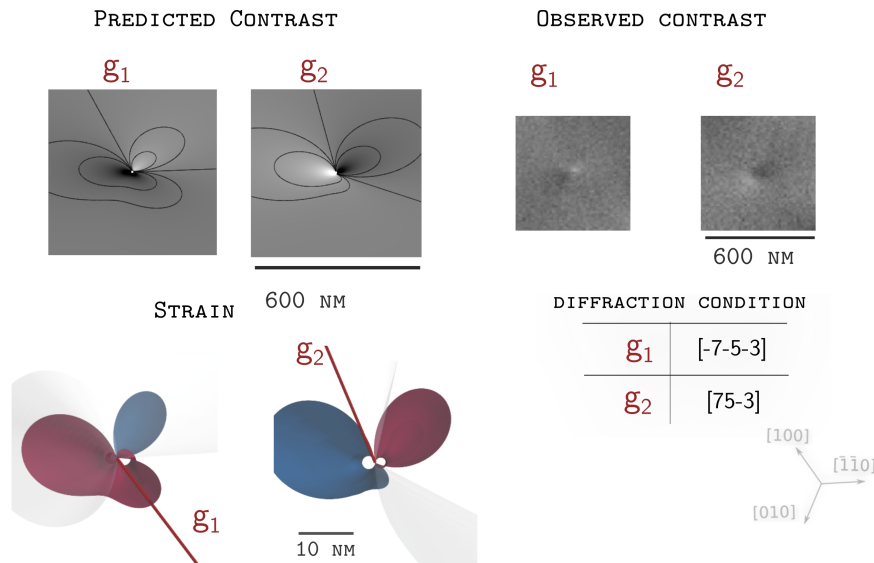 PREDICTED CONTRAST
OBSERVED CONTRAST
g1
g2
g1
g2
600 NM
600 NM
STRAIN
DIFFRACTION CONDITION
g1 [-7-5-3]
g2 [75-3]
g2
g1
10 NM
[100]
[1̄1̄0]
[010]